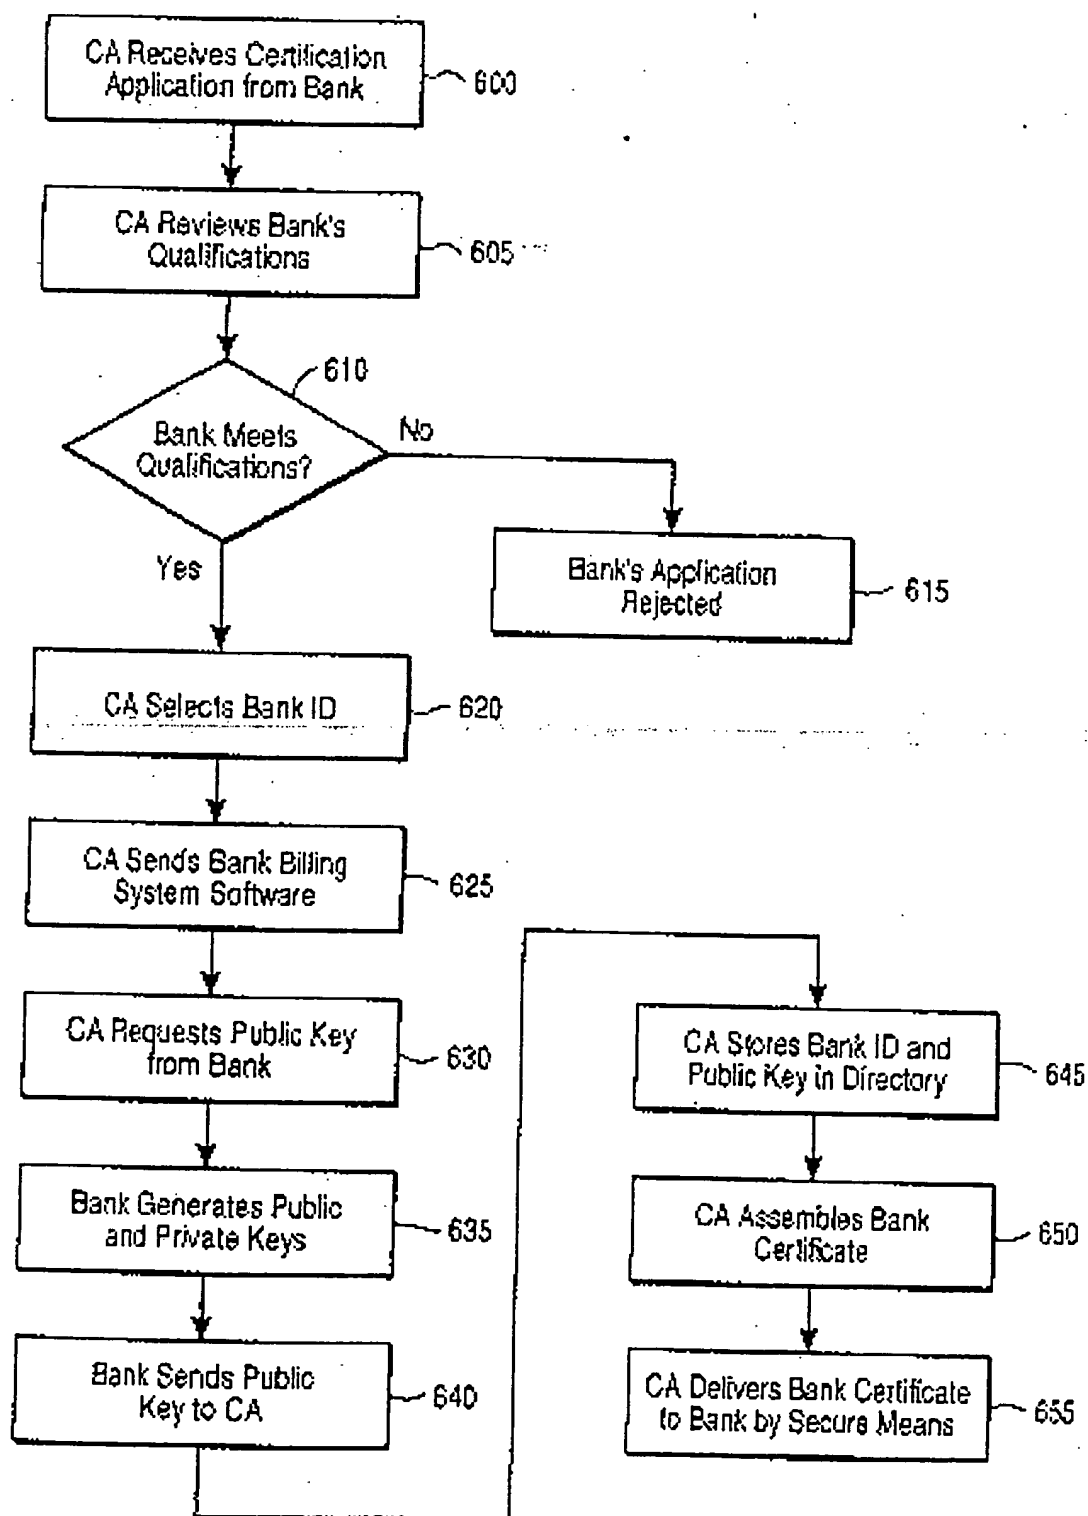 CA Receives Certification
Application from Bank
600
CA Reviews Bank's
Qualifications
605
610
Bank Meets
Qualifications?
No
Yes
Bank's Application
Rejected
615
CA Selects Bank ID
620
CA Sends Bank Billing
System Software
625
CA Requests Public Key
from Bank
630
Bank Generates Public
and Private Keys
635
Bank Sends Public
Key to CA
640
CA Stores Bank ID and
Public Key in Directory
645
CA Assembles Bank
Certificate
650
CA Delivers Bank Certificate
to Bank by Secure Means
655